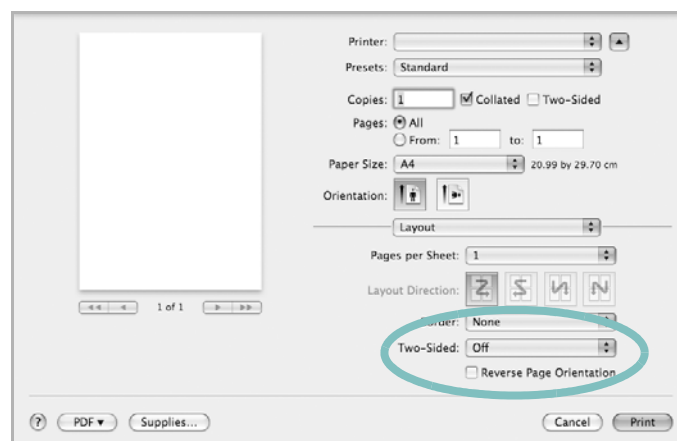 Printer:
Presets: Standard
Copies: 1 Collated Two-Sided
Pages: All
From: 1 to: 1
Paper Size: A4 20.99 by 29.70 cm
Orientation:
Layout
Pages per Sheet: 1
Layout Direction:
1 of 1
Border: None
Two-Sided: Off
Reverse Page Orientation
? PDF Supplies... Cancel Print